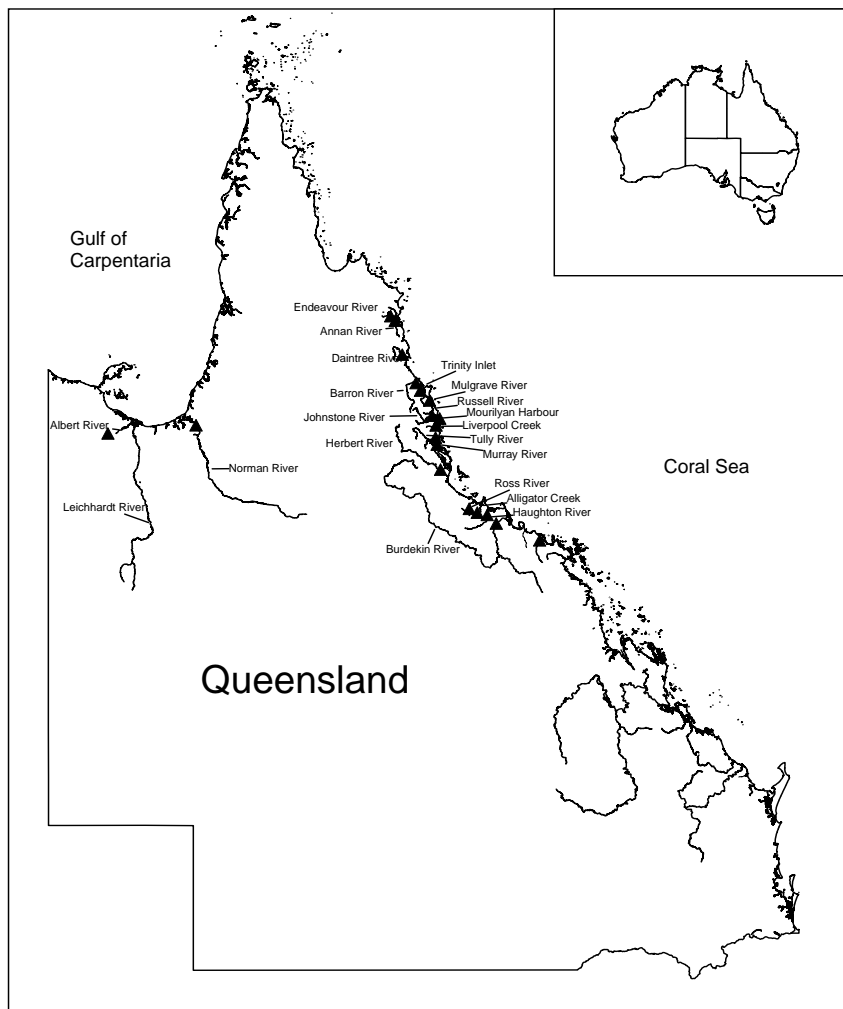 Gulf of
Carpentaria
Endeavour River
Annan River
Daintree River
Trinity Inlet
Barron River
Mulgrave River
Russell River
Mourilyan Harbour
Johnstone River
Liverpool Creek
Albert River
Tully River
Herbert River
Murray River
Norman River
Coral Sea
Ross River
Alligator Creek
Leichhardt River
Haughton River
Burdekin River
Queensland